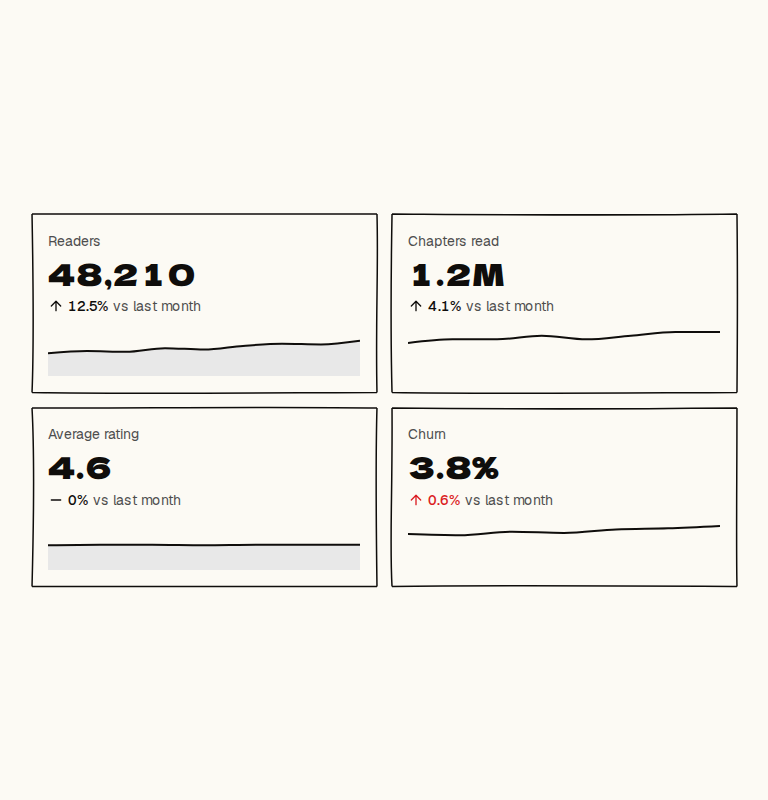 Readers
48,210
↑ 12.5% vs last month
Chapters read
1.2M
↑ 4.1% vs last month
Average rating
4.6
– 0% vs last month
Churn
3.8%
↑ 0.6% vs last month